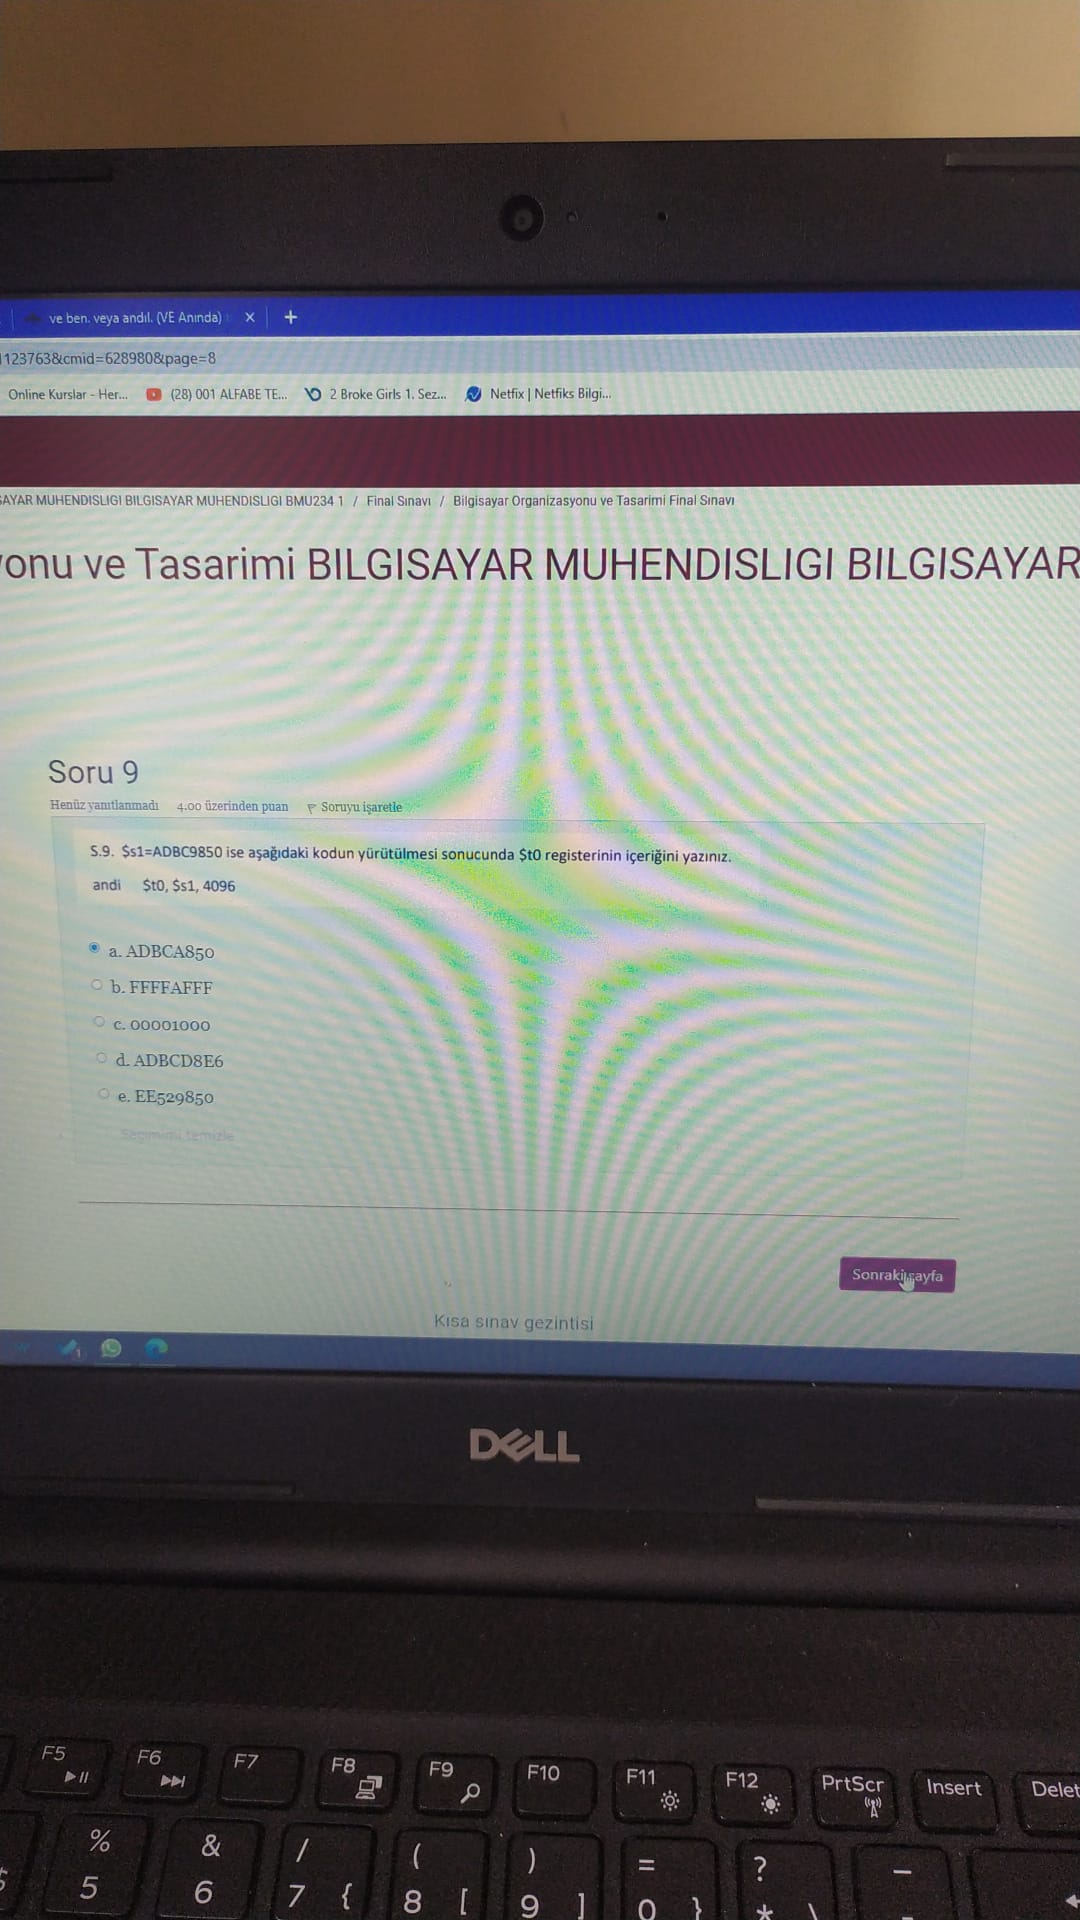 ve ben. veya andıl. (VE Anında)
123763&cmid=628980&page=8
Online Kurslar - Her... (28) 001 ALFABE TE... 2 Broke Girls 1. Sez... Netfix | Netfiks Bilgi...
MUHENDISLIGI BILGISAYAR MUHENDISLIGI BMU234 1 / Final Sınavı / Bilgisayar Organizasyonu ve Tasarimi Final Sınavı
onu ve Tasarimi BILGISAYAR MUHENDISLIGI BILGISAYAR
Soru 9
Henüz yanıtlanmadı 4.00 üzerinden puan Soruyu işaretle
S.9. $s1=ADBC9850 ise aşağıdaki kodun yürütülmesi sonucunda $t0 registerinin içeriğini yazınız.
andi $t0, $s1, 4096
a. ADBCA850
b. FFFFAFFF
c. 00001000
d. ADBCD8E6
e. EE529850
Seçimimi temizle
Sonraki sayfa
Kısa sınav gezintisi
DELL
F5 F6 F7 F8 F9 F10 F11 F12 PrtScr Insert Delet
% & / ( ) = ? _
5 6 7 { 8 [ 9 ] 0 } * \ -